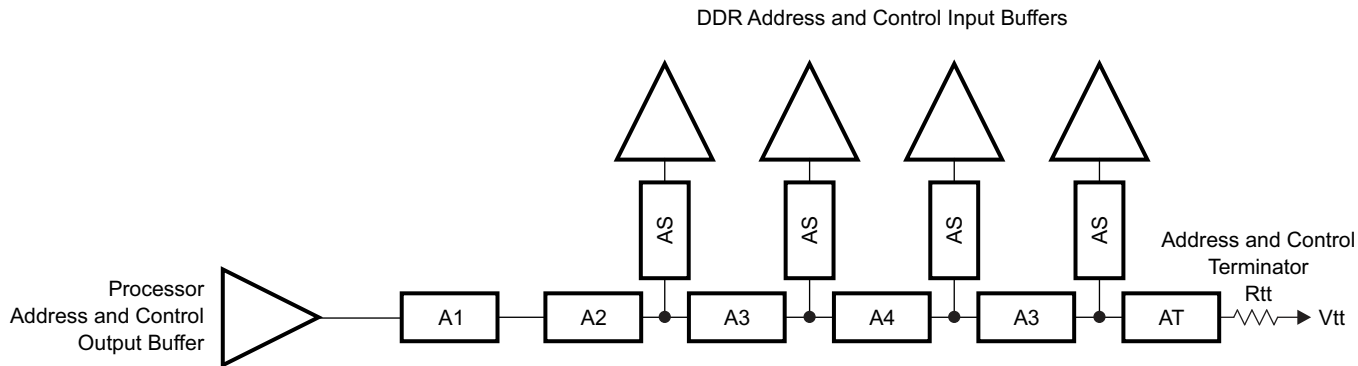 DDR Address and Control Input Buffers
AS
AS
AS
AS
Address and Control
Terminator
Rtt
Processor
Address and Control
Output Buffer
A1
A2
A3
A4
A3
AT
Vtt